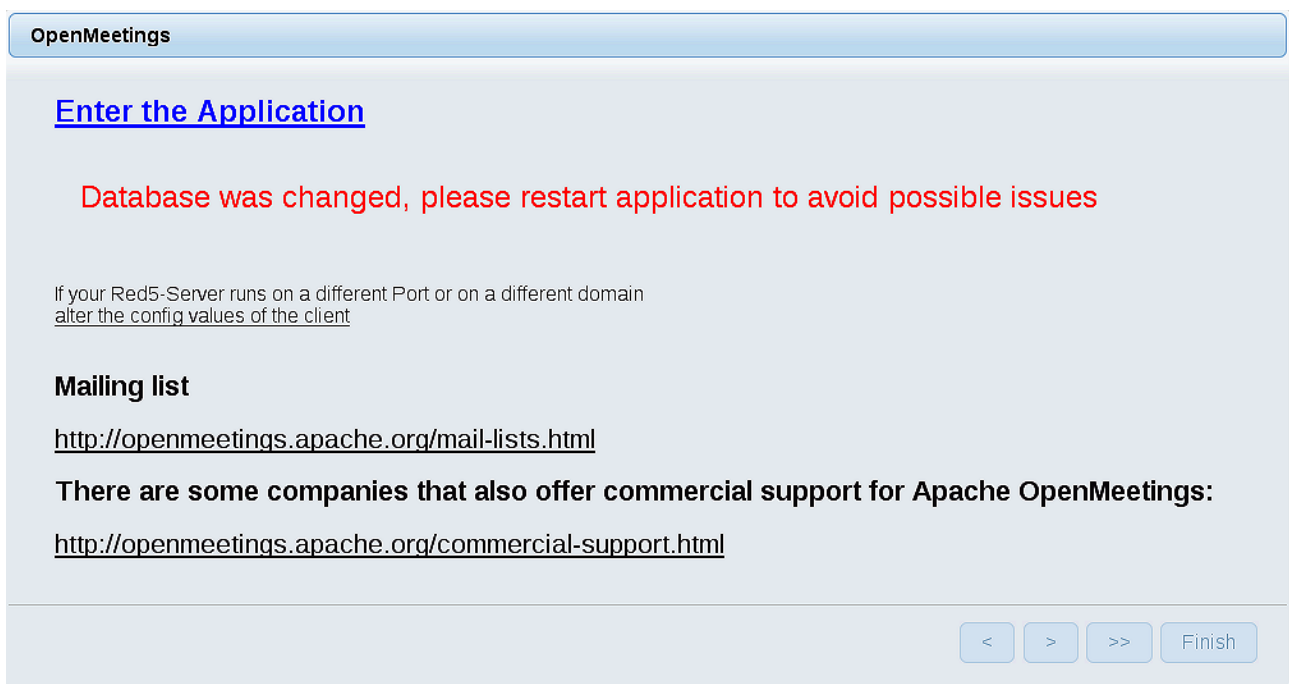 OpenMeetings
Enter the Application
Database was changed, please restart application to avoid possible issues
If your Red5-Server runs on a different Port or on a different domain
alter the config values of the client
Mailing list
http://openmeetings.apache.org/mail-lists.html
There are some companies that also offer commercial support for Apache OpenMeetings:
http://openmeetings.apache.org/commercial-support.html
< > >> Finish